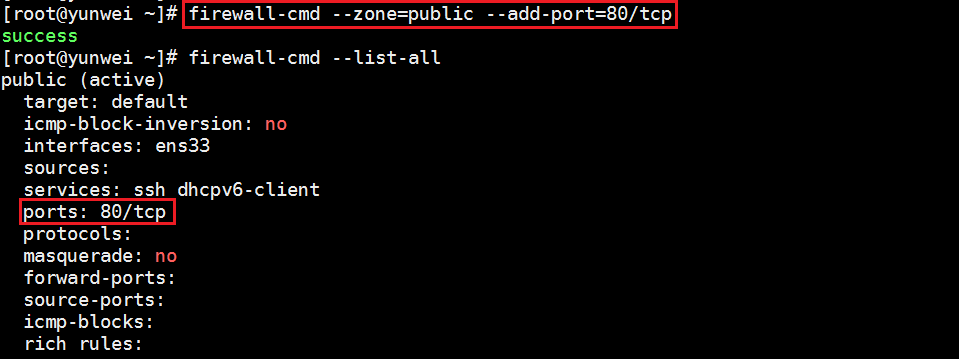 [root@yunwei ~]# firewall-cmd --zone=public --add-port=80/tcp
success
[root@yunwei ~]# firewall-cmd --list-all
public (active)
  target: default
  icmp-block-inversion: no
  interfaces: ens33
  sources:
  services: ssh dhcpv6-client
  ports: 80/tcp
  protocols:
  masquerade: no
  forward-ports:
  source-ports:
  icmp-blocks:
  rich rules: